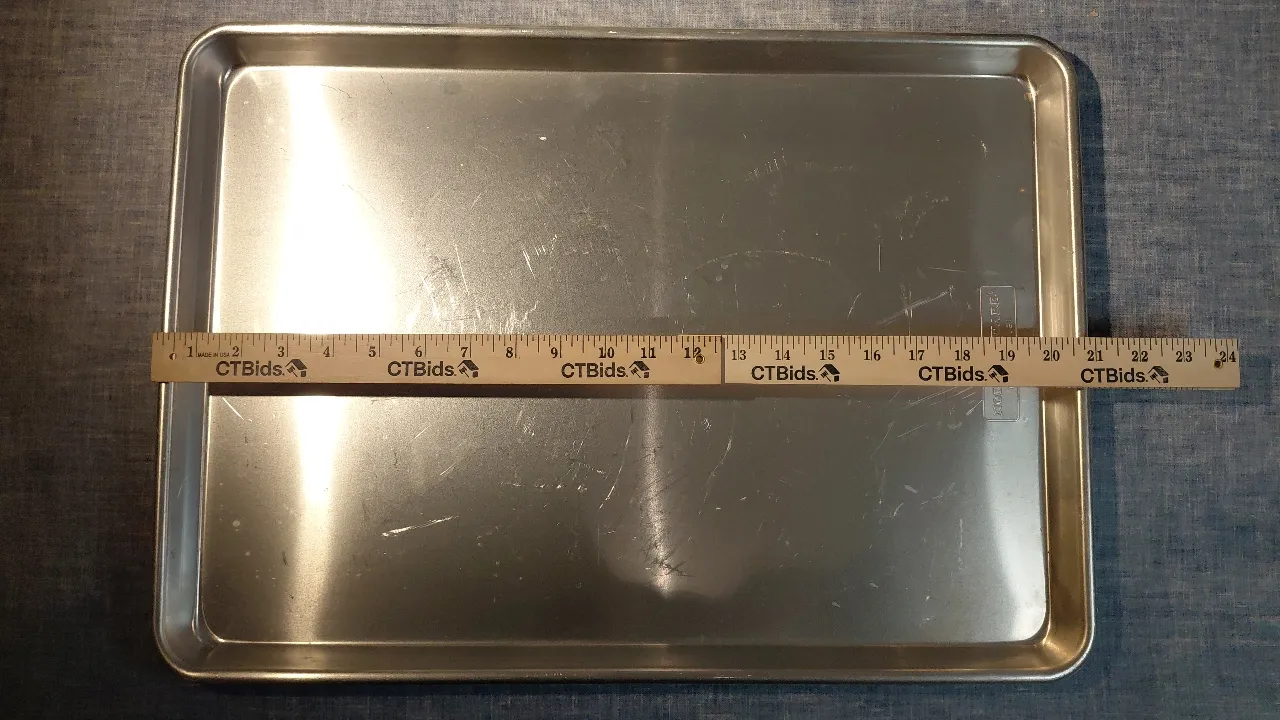 1 MADE IN USA 2 3 4 5 6 7 8 9 10 11 12 13 14 15 16 17 18 19 20 21 22 23 24
CTBids. CTBids. CTBids. CTBids. CTBids. CTBids.